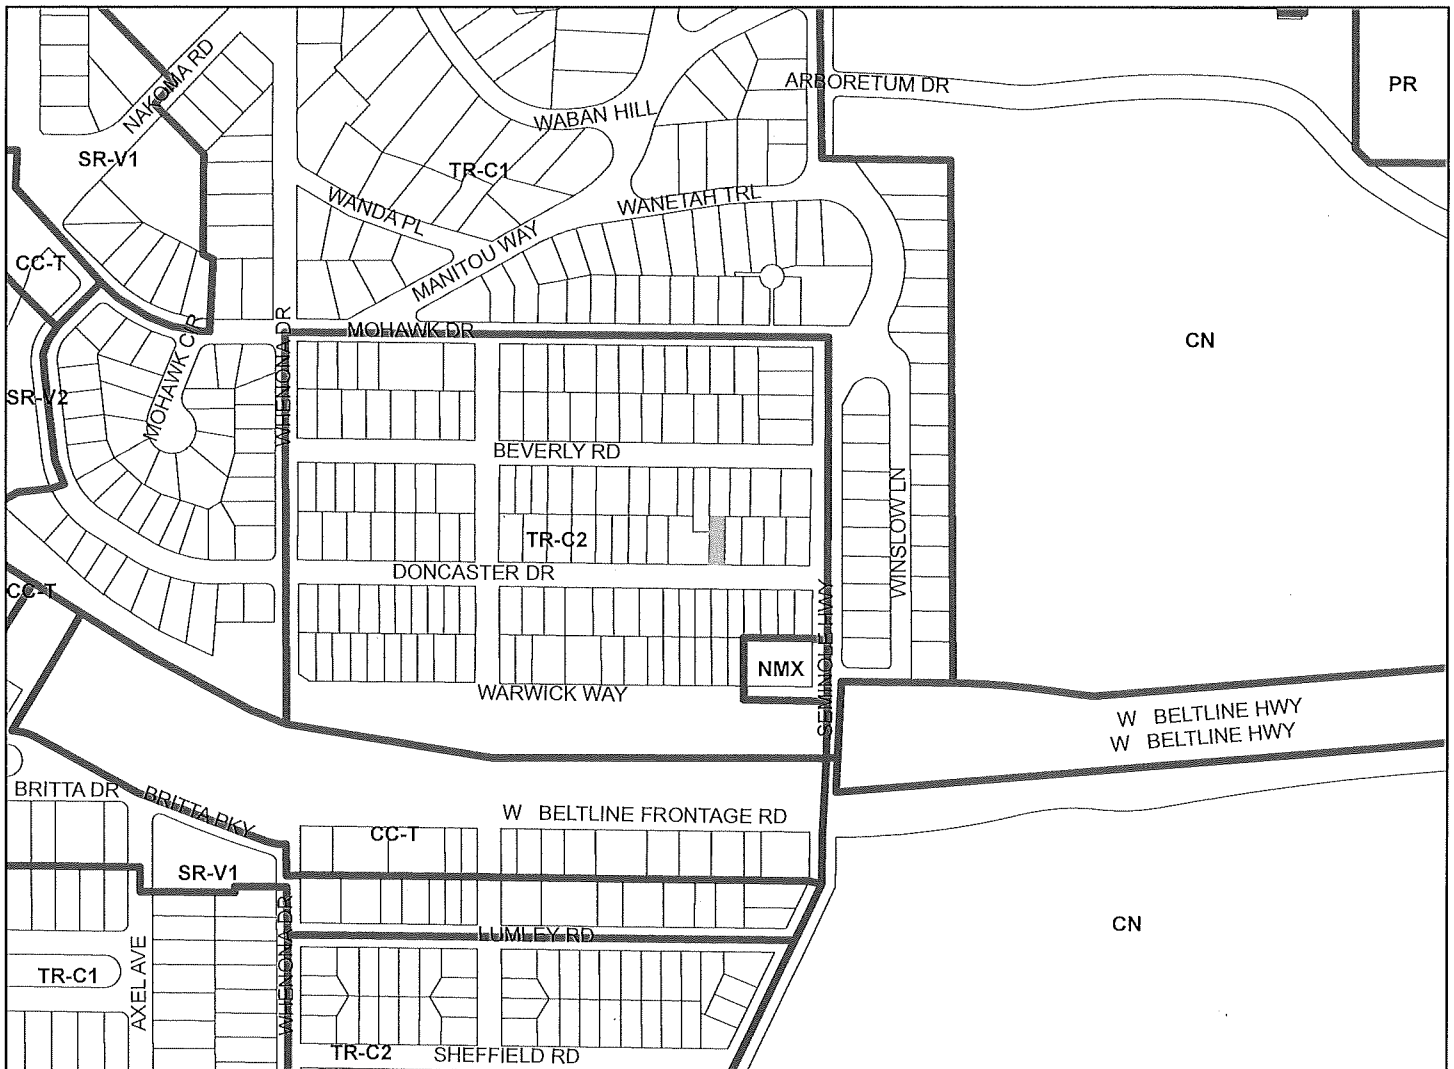 NAKOMA RD
ARBORETUM DR
PR
WABAN HILL
SR-V1
TR-C1
WANDA PL
WANETAH TRL
MANITOU WAY
CC-T
WHENONA DR
MOHAWK DR
MOHAWK CIR
CN
SR-V2
BEVERLY RD
TR-C2
WINSLOW LN
DONCASTER DR
CC-T
SEMINOLE HWY
NMX
WARWICK WAY
W BELTLINE HWY
W BELTLINE HWY
BRITTA DR
BRITTA PKY
W BELTLINE FRONTAGE RD
CC-T
SR-V1
WHENONA DR
LUMLEY RD
CN
AXEL AVE
TR-C1
TR-C2
SHEFFIELD RD